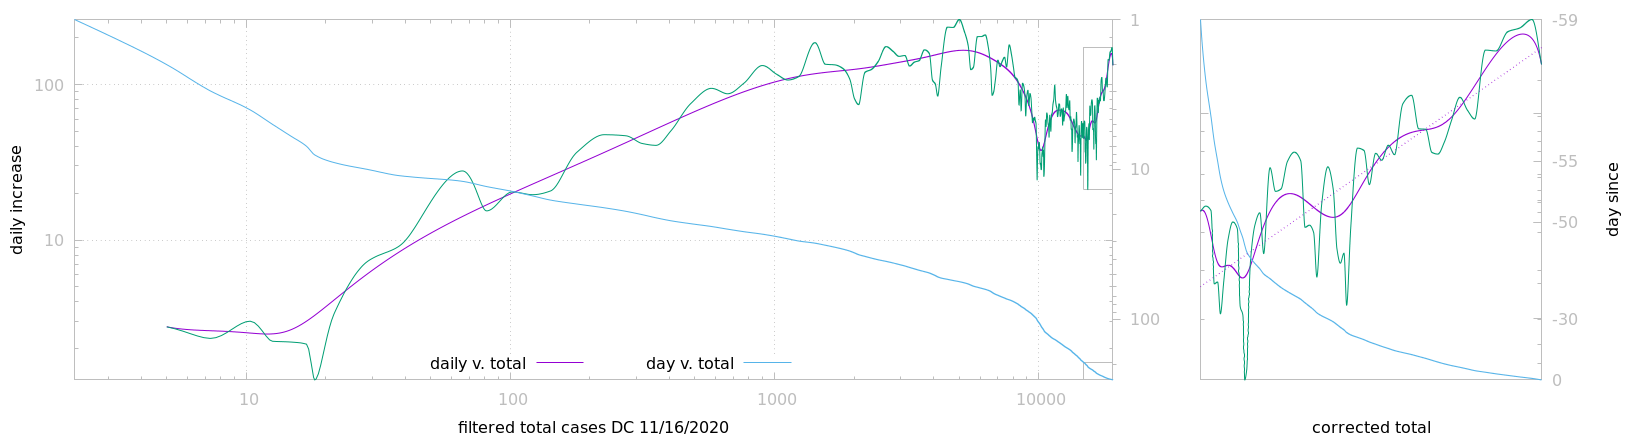 daily increase
100
10
10
100
1000
10000
filtered total cases DC 11/16/2020
daily v. total
day v. total
1
10
100
-59
-55
-50
-30
0
day since
corrected total